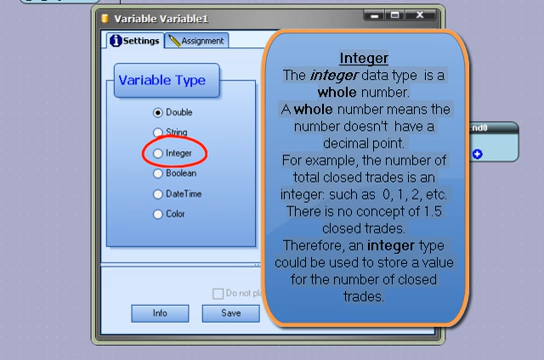 Variable Variable1
Settings
Assignment
Variable Type
Double
String
Integer
Boolean
DateTime
Color
Do not pl
Info
Save
Integer
The integer data type is a
whole number.
A whole number means the
number doesn't have a
decimal point.
For example, the number of
total closed trades is an
integer: such as 0, 1, 2, etc.
There is no concept of 1.5
closed trades.
Therefore, an integer type
could be used to store a value
for the number of closed
trades.
nd0